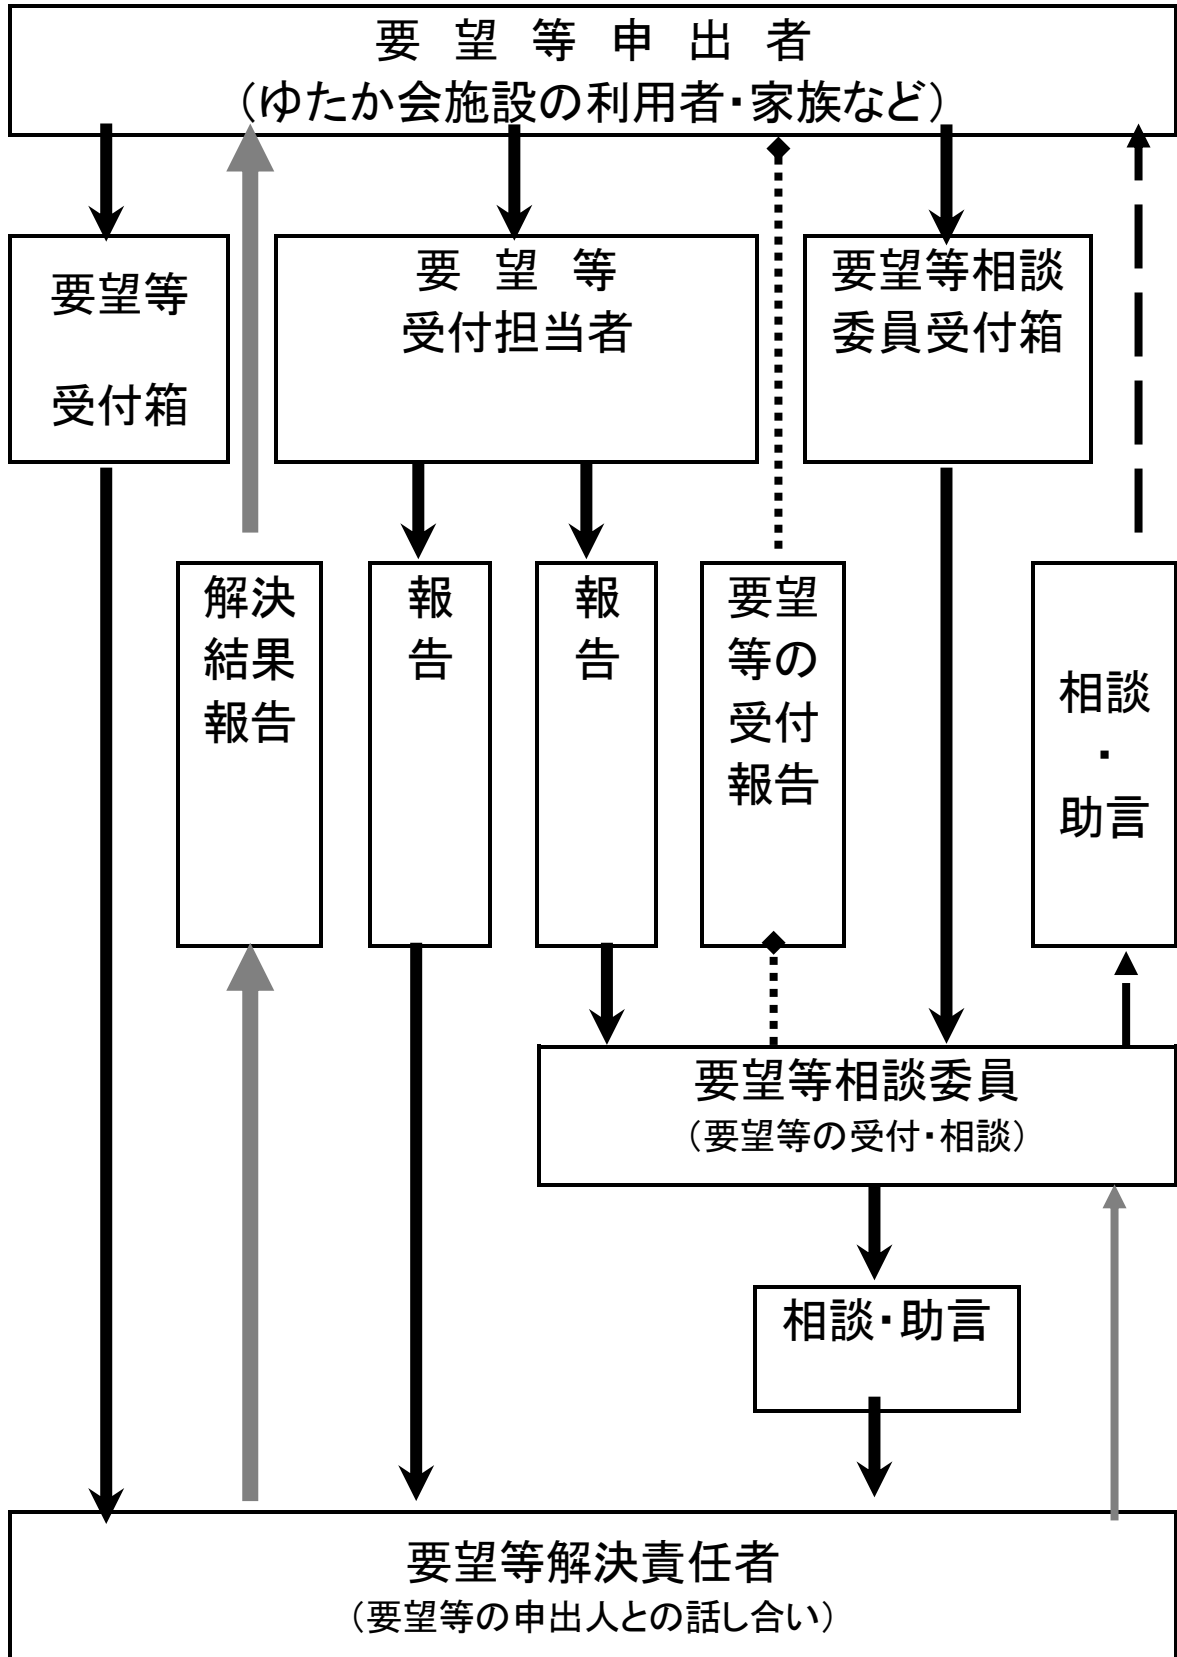 要 望 等 申 出 者
(ゆたか会施設の利用者・家族など)
要望等
受付箱
要 望 等
受付担当者
要望等相談
委員受付箱
解決
結果
報告
報
告
報
告
要望
等の
受付
報告
相談
・
助言
要望等相談委員
(要望等の受付・相談)
相談・助言
要望等解決責任者
(要望等の申出人との話し合い)